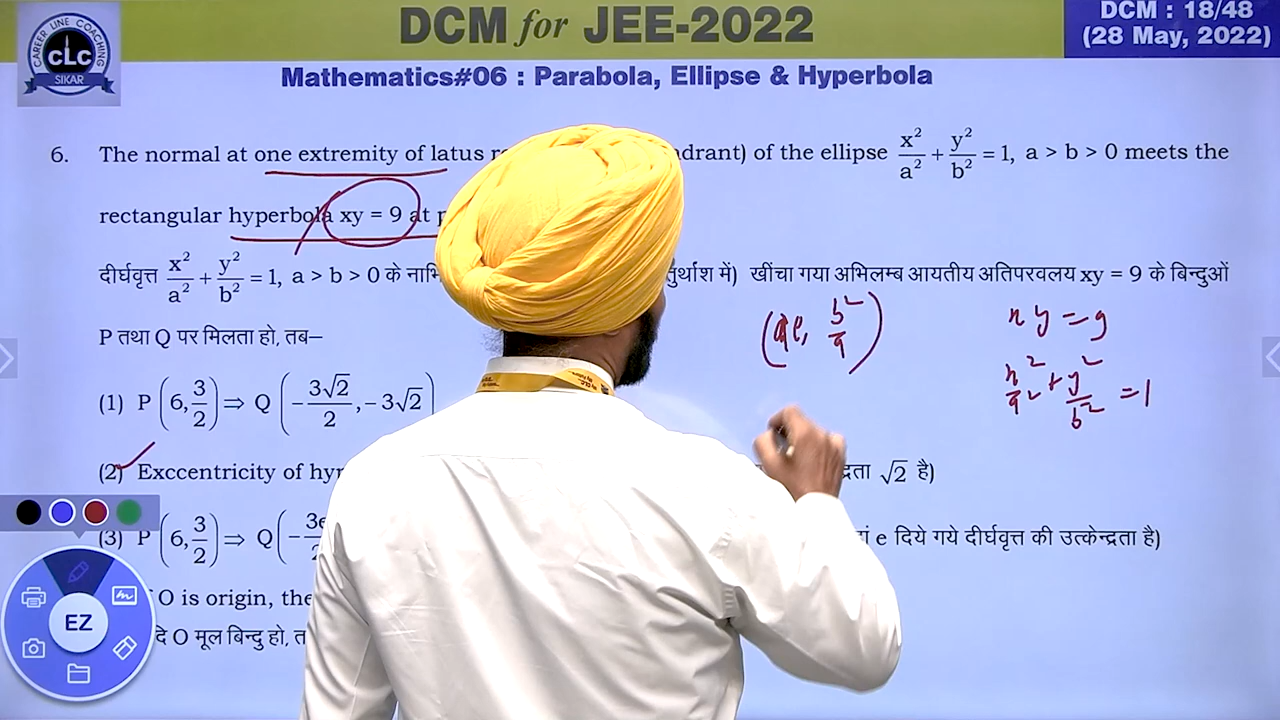 CAREER LINE COACHING
CLC
SIKAR
DCM for JEE-2022
DCM : 18/48
(28 May, 2022)
Mathematics#06 : Parabola, Ellipse & Hyperbola
6. The normal at one extremity of latus of the ellipse x²/a² + y²/b² = 1, a > b > 0 meets the
rectangular hyperbola xy = 9 at
दीर्घवृत्त x²/a² + y²/b² = 1, a > b > 0 के में) खींचा गया अभिलम्ब आयतीय अतिपरवलय xy = 9 के बिन्दुओं
P तथा Q पर मिलता हो, तब–
(ae, b²/a)
xy = 9
x²/a² + y²/b² = 1
(1) P (6, 3/2) ⇒ Q (-3√2/2, -3√2)
(2) Exccentricity of √2 है)
(3) P (6, 3/2) ⇒ Q e दिये गये दीर्घवृत्त की उत्केन्द्रता है)
O is origin,
O मूल बिन्दु हो,
EZ